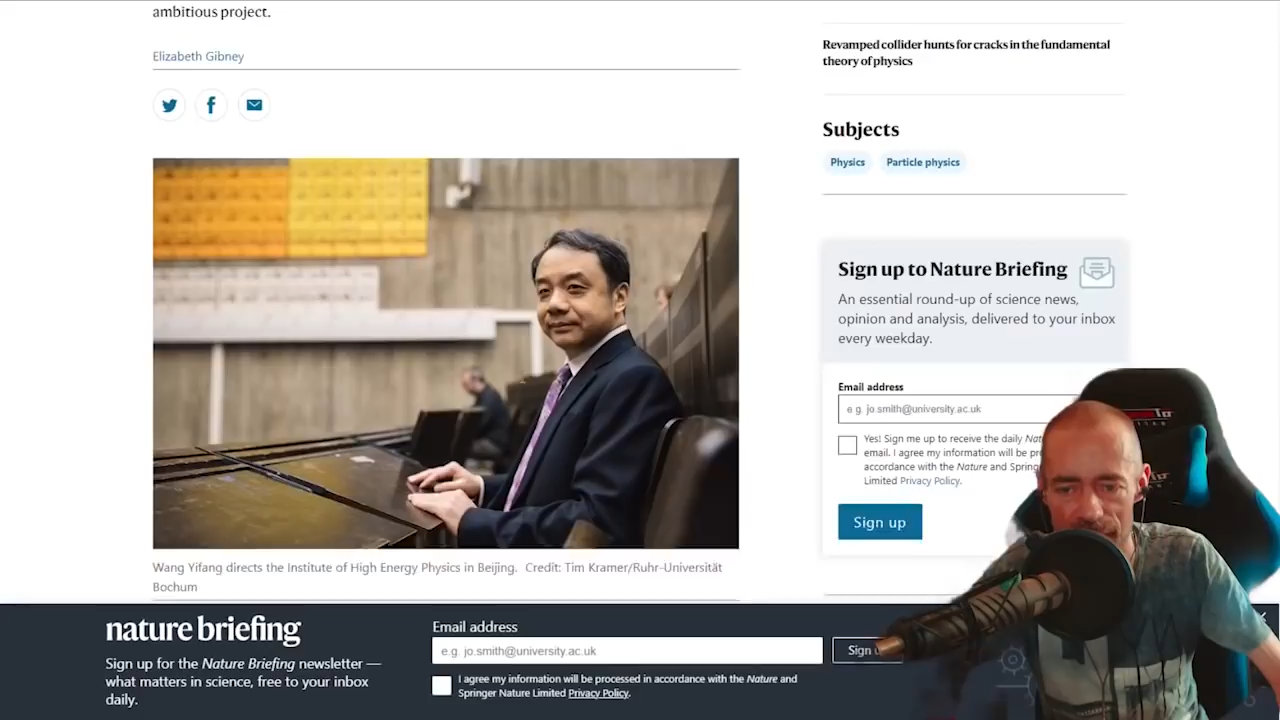 ambitious project.
Elizabeth Gibney
Wang Yifang directs the Institute of High Energy Physics in Beijing. Credit: Tim Kramer/Ruhr-Universität
Bochum
Revamped collider hunts for cracks in the fundamental
theory of physics
Subjects
Physics
Particle physics
Sign up to Nature Briefing
An essential round-up of science news,
opinion and analysis, delivered to your inbox
every weekday.
Email address
e.g. jo.smith@university.ac.uk
Yes! Sign me up to receive the daily
email. I agree my information will be
accordance with the Nature and
Limited Privacy Policy.
Sign up
nature briefing
Sign up for the Nature Briefing newsletter —
what matters in science, free to your inbox
daily.
Email address
e.g. jo.smith@university.ac.uk
I agree my information will be processed in accordance with the Nature and
Springer Nature Limited Privacy Policy.
Sign